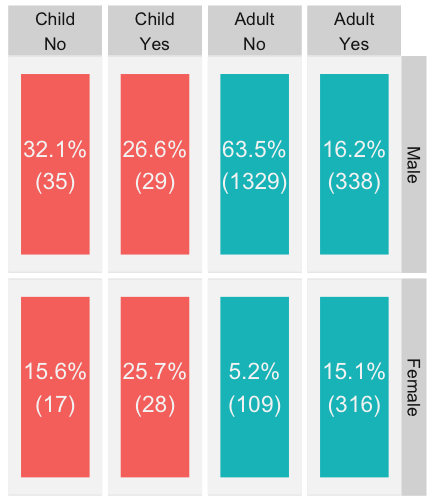 Child Child Adult Adult
No Yes No Yes
32.1% 26.6% 63.5% 16.2%
(35) (29) (1329) (338)
Male
15.6% 25.7% 5.2% 15.1%
(17) (28) (109) (316)
Female